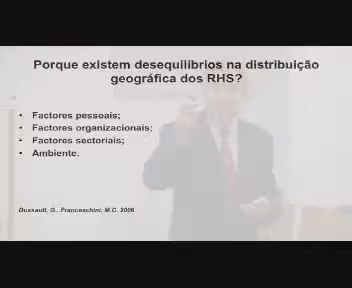 Porque existem desequilíbrios na distribuição
geográfica dos RHS?
• Factores pessoais;
• Factores organizacionais;
• Factores sectoriais;
• Ambiente.
Dussault, G., Franceschini, M.C. 2006